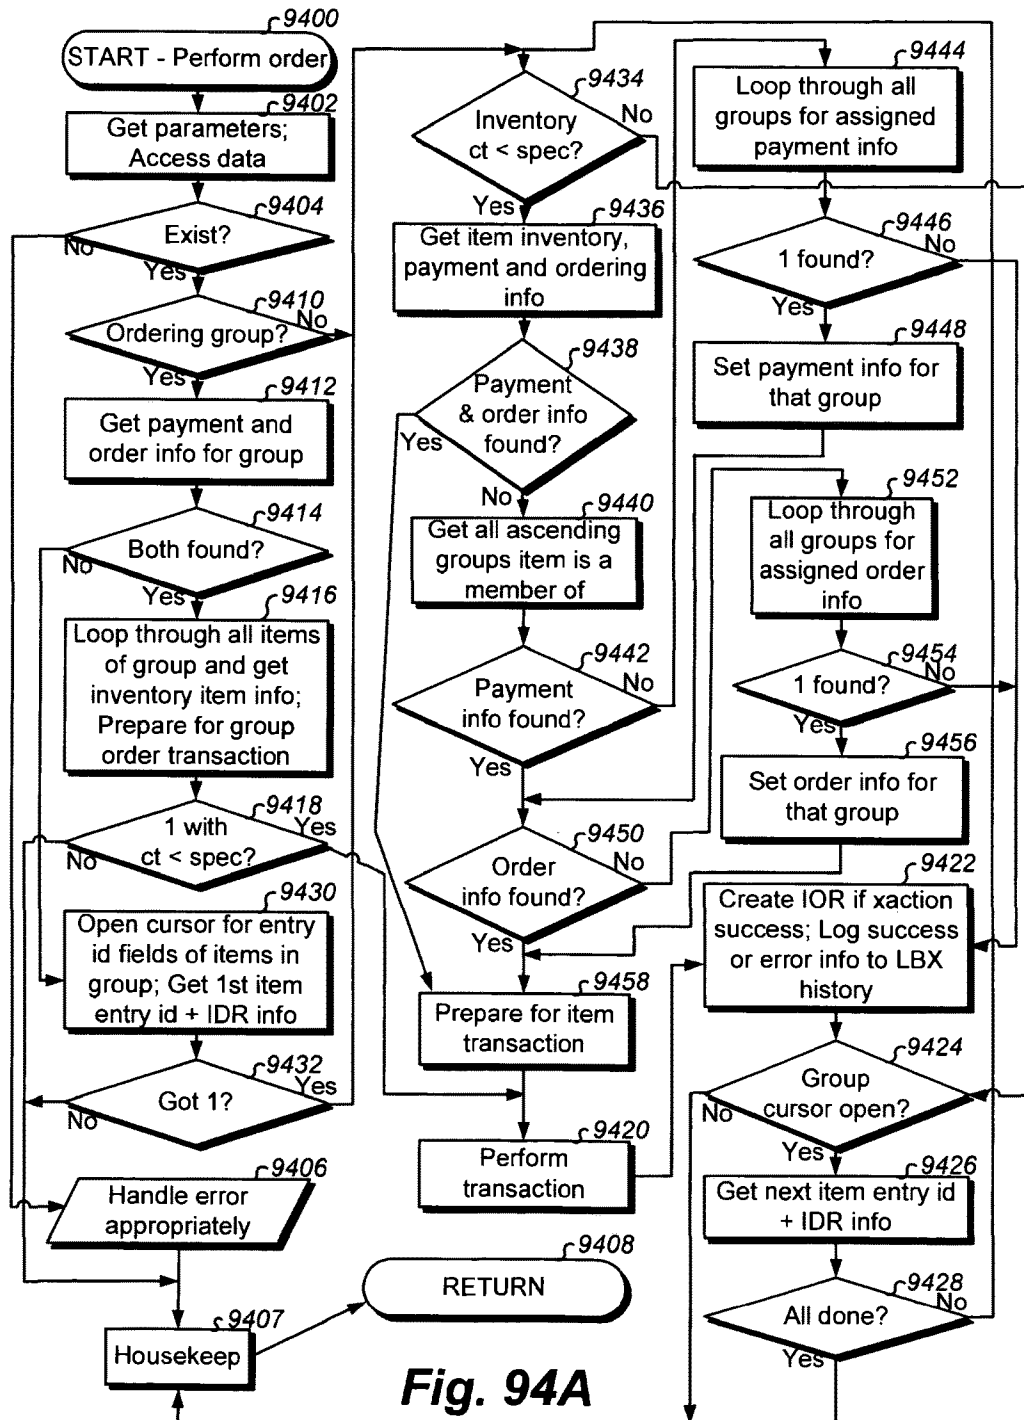 9400
START - Perform order
9402
Get parameters;
Access data
9404
Exist?
No
Yes
9410
No
Ordering group?
Yes
9412
Get payment and
order info for group
9414
Both found?
No
Yes
9416
Loop through all items
of group and get
inventory item info;
Prepare for group
order transaction
9418
1 with
ct < spec?
Yes
No
9430
Open cursor for entry
id fields of items in
group; Get 1st item
entry id + IDR info
9432
Yes
Got 1?
No
9406
Handle error
appropriately
9407
Housekeep
9434
No
Inventory
ct < spec?
Yes
9436
Get item inventory,
payment and ordering
info
9438
Payment
& order info
found?
Yes
No
9440
Get all ascending
groups item is a
member of
9442
No
Payment
info found?
Yes
9450
Order
info found?
No
Yes
9458
Prepare for item
transaction
9420
Perform
transaction
9408
RETURN
9444
Loop through all
groups for assigned
payment info
9446
No
1 found?
Yes
9448
Set payment info for
that group
9452
Loop through
all groups for
assigned order
info
9454
No
1 found?
Yes
9456
Set order info for
that group
9422
Create IOR if xaction
success; Log success
or error info to LBX
history
9424
Group
cursor open?
No
Yes
9426
Get next item entry id
+ IDR info
9428
No
All done?
Yes
Fig. 94A